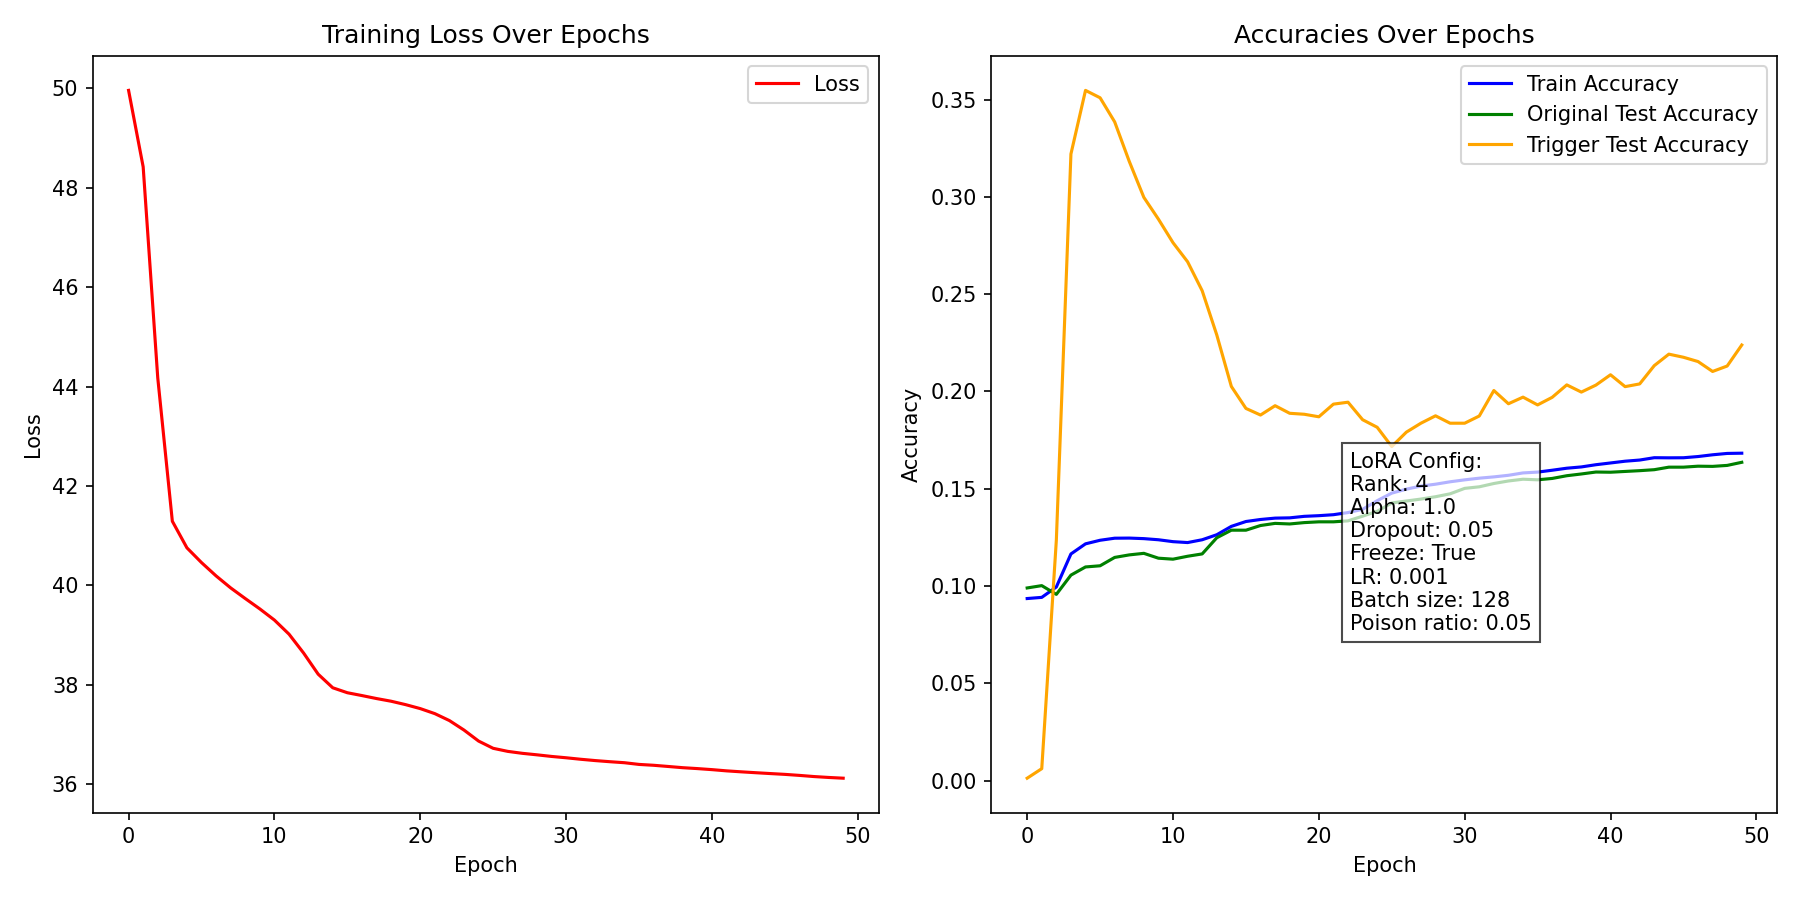 Training Loss Over Epochs
Loss
50
48
46
44
42
40
38
36
Loss
0
10
20
30
40
50
Epoch
Accuracies Over Epochs
Train Accuracy
Original Test Accuracy
Trigger Test Accuracy
0.35
0.30
0.25
0.20
0.15
0.10
0.05
0.00
Accuracy
LoRA Config:
Rank: 4
Alpha: 1.0
Dropout: 0.05
Freeze: True
LR: 0.001
Batch size: 128
Poison ratio: 0.05
0
10
20
30
40
50
Epoch